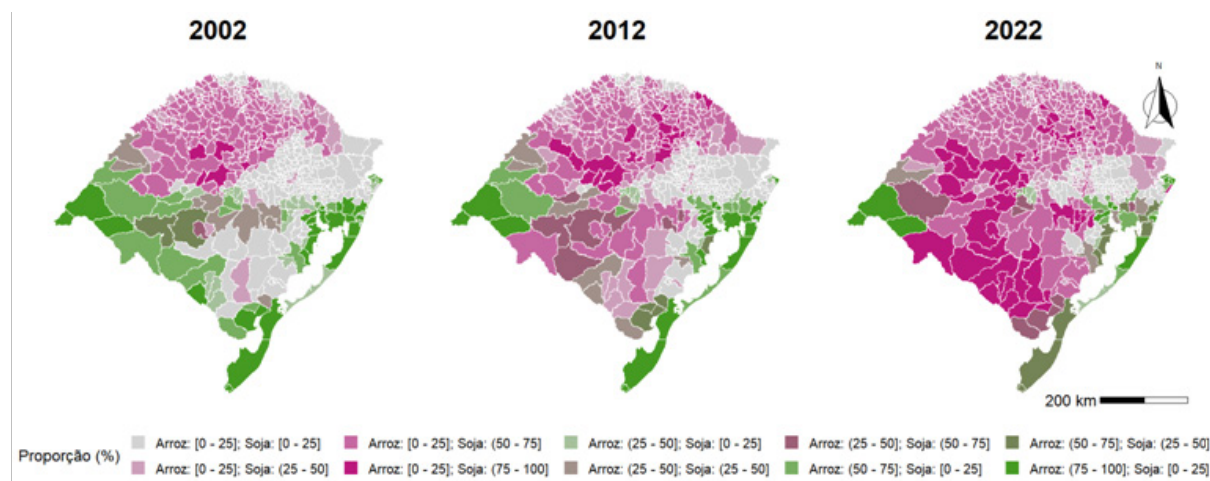 2002 2012 2022
N
200 km
Proporção (%)
Arroz: [0 - 25]; Soja: [0 - 25] Arroz: [0 - 25]; Soja: (50 - 75] Arroz: (25 - 50]; Soja: [0 - 25] Arroz: (25 - 50]; Soja: (50 - 75] Arroz: (50 - 75]; Soja: (25 - 50]
Arroz: [0 - 25]; Soja: (25 - 50] Arroz: [0 - 25]; Soja: (75 - 100] Arroz: (25 - 50]; Soja: (25 - 50] Arroz: (50 - 75]; Soja: [0 - 25] Arroz: (75 - 100]; Soja: [0 - 25]